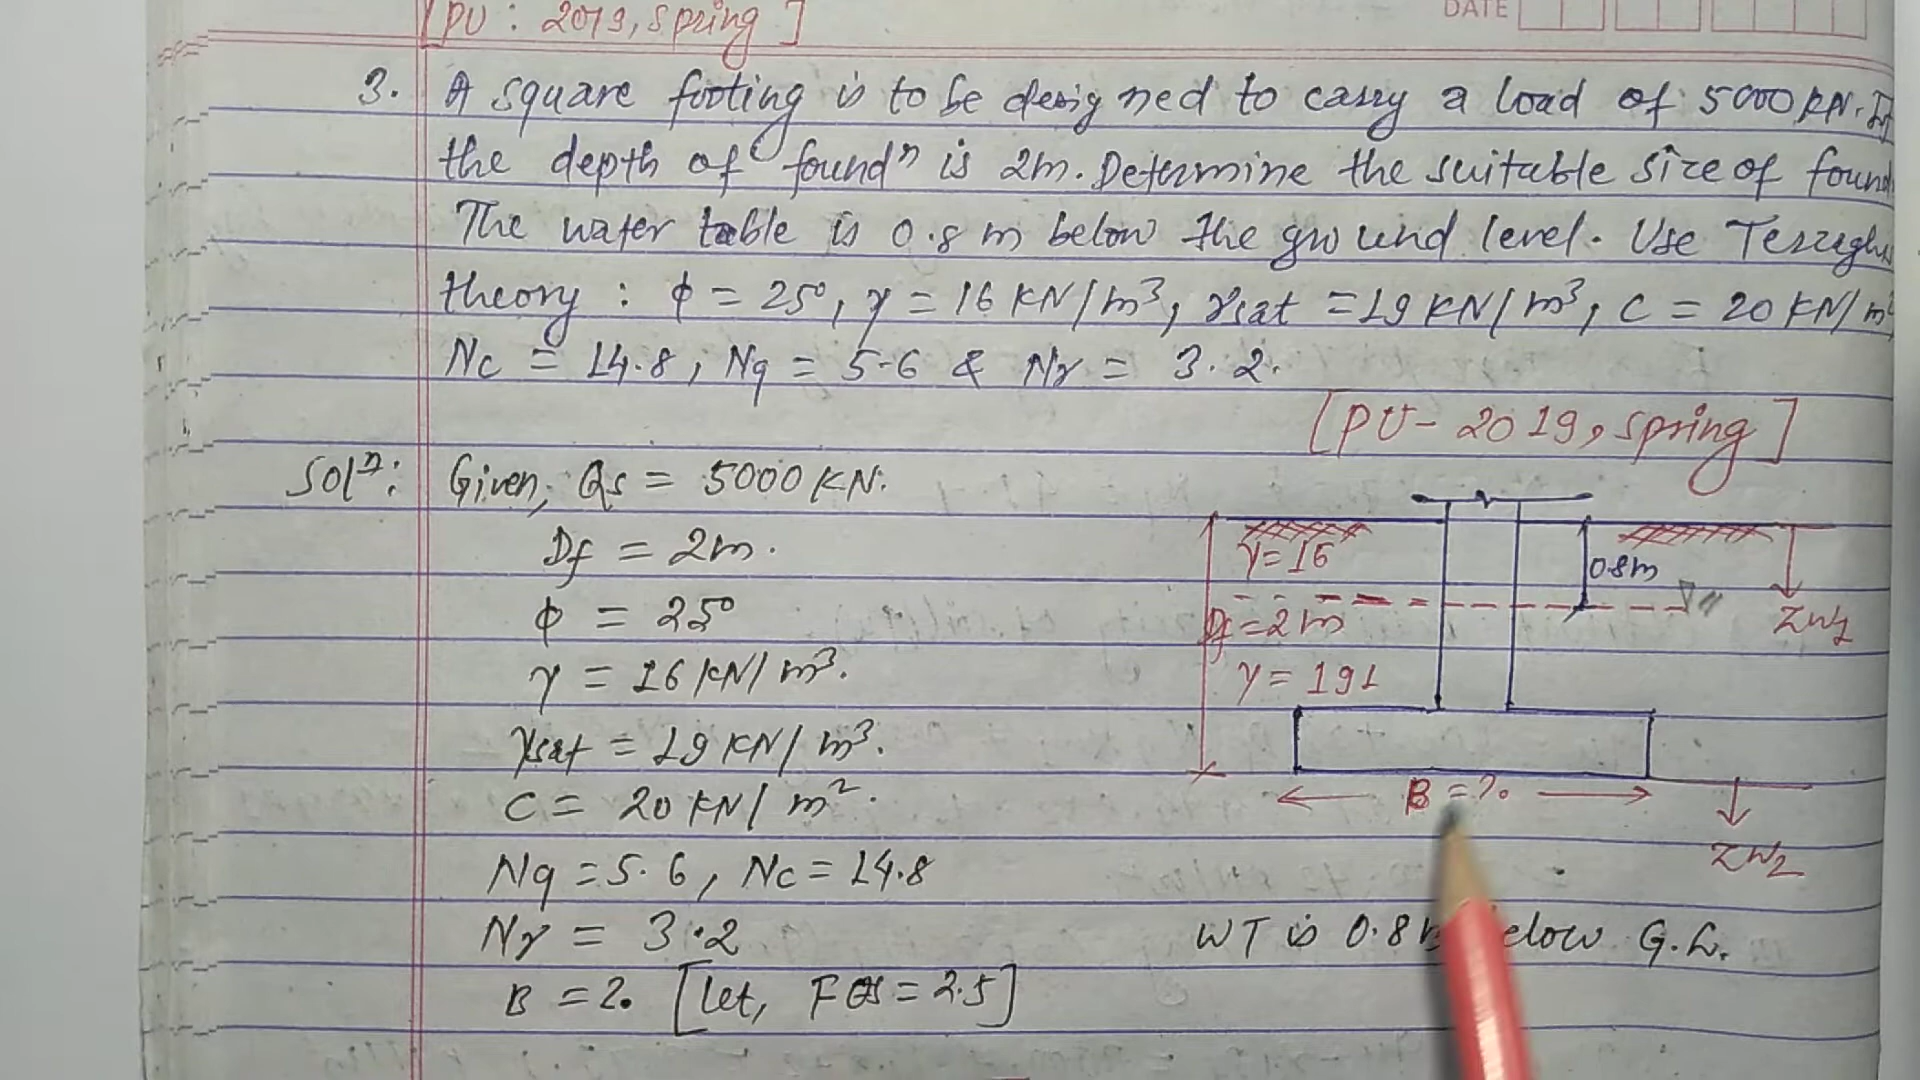 [PU : 2019, spring]
DATE
3. A square footing is to be designed to carry a load of 5000 KN. If
the depth of foundⁿ is 2m. Determine the suitable size of found
The water table is 0.8 m below the ground level. Use Terzaghi
theory : φ = 25°, γ = 16 KN/m³, γsat = 19 KN/m³, C = 20 KN/m²
Nc = 14.8, Nq = 5.6 & Nγ = 3.2.
[PU- 2019, spring]
Solⁿ: Given, Qs = 5000 KN.
Df = 2m.
φ = 25°
γ = 16 KN/m³.
γsat = 19 KN/m³.
C = 20 KN/m².
Nq = 5.6, Nc = 14.8
Nγ = 3.2
B = ?. [Let, FOS = 2.5]
γ = 16
0.8m
Df = 2m
Zw1
γ = 19
B = ?
Zw2
WT is 0.8 below G.L.